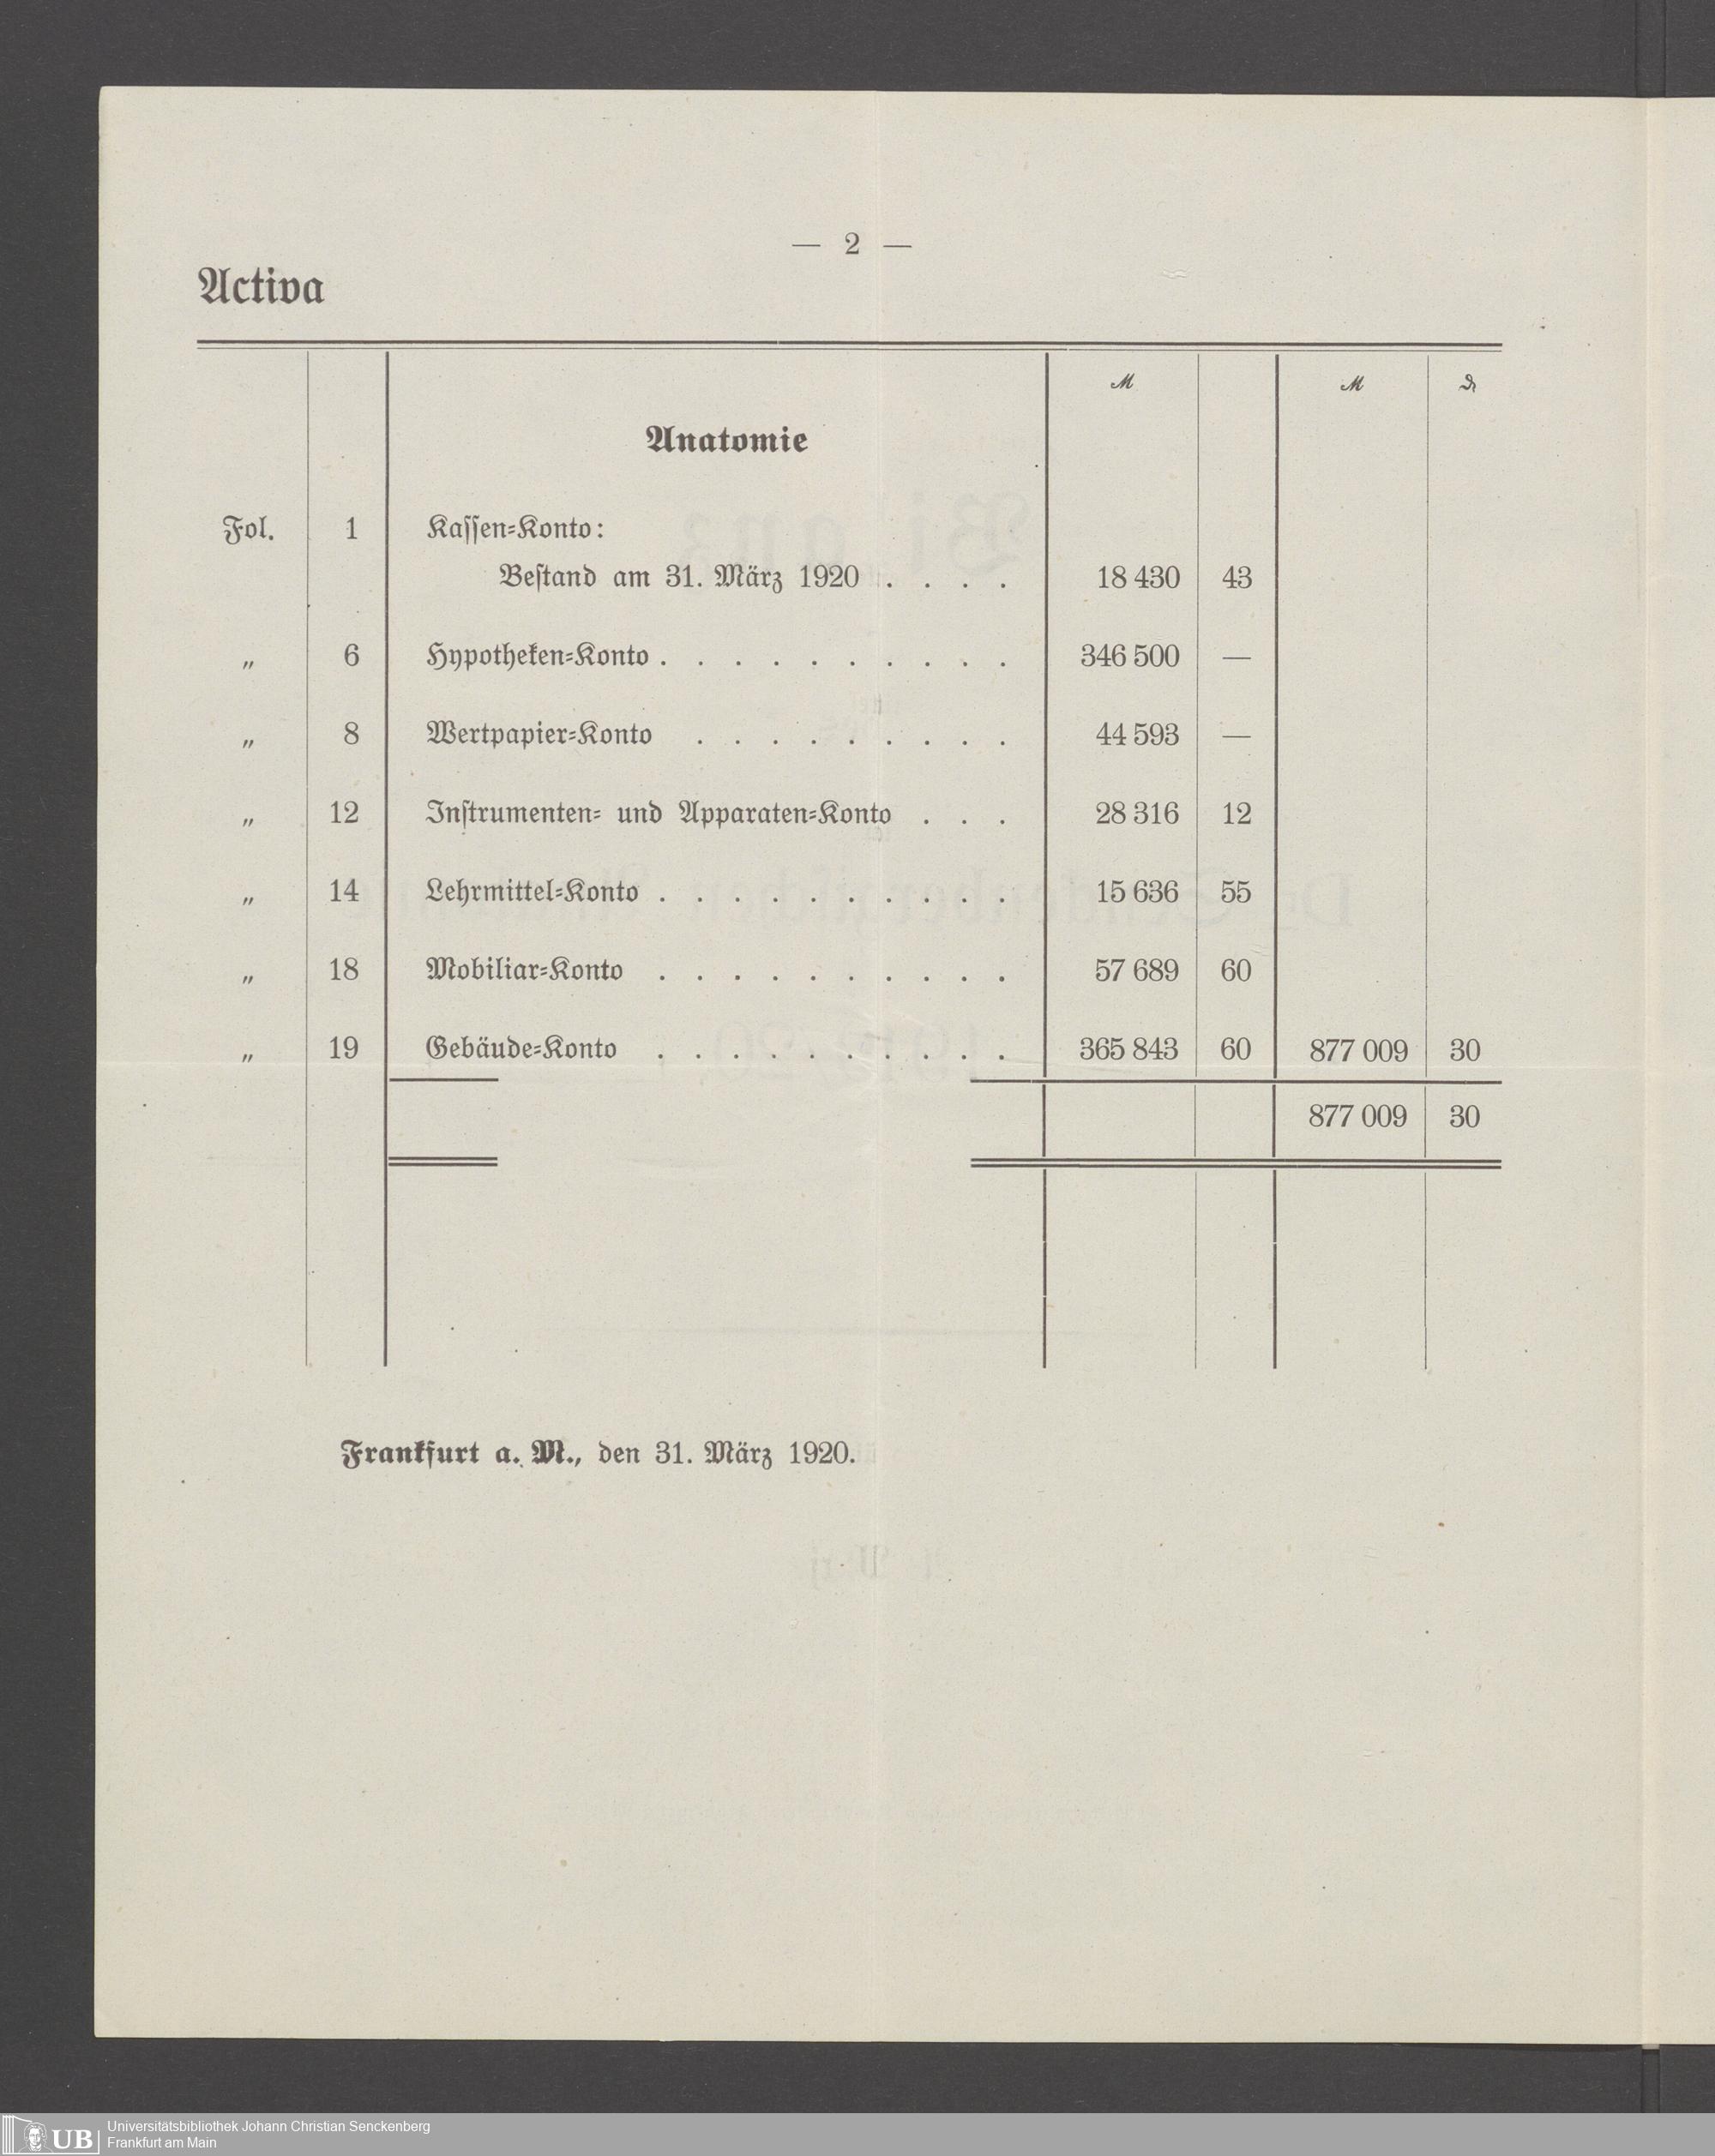 — 2 —
Activa
ℳ ℳ ₰
Anatomie
Fol. 1 Kassen-Konto:
Bestand am 31. März 1920 . . . . 18 430 43
„ 6 Hypotheken-Konto . . . . . . . . . . 346 500 —
„ 8 Wertpapier-Konto . . . . . . . . . 44 593 —
„ 12 Instrumenten- und Apparaten-Konto . . . 28 316 12
„ 14 Lehrmittel-Konto . . . . . . . . . . 15 636 55
„ 18 Mobiliar-Konto . . . . . . . . . . 57 689 60
„ 19 Gebäude-Konto . . . . . . . . . . 365 843 60 877 009 30
877 009 30
Frankfurt a. M., den 31. März 1920.
UB Universitätsbibliothek Johann Christian Senckenberg
Frankfurt am Main